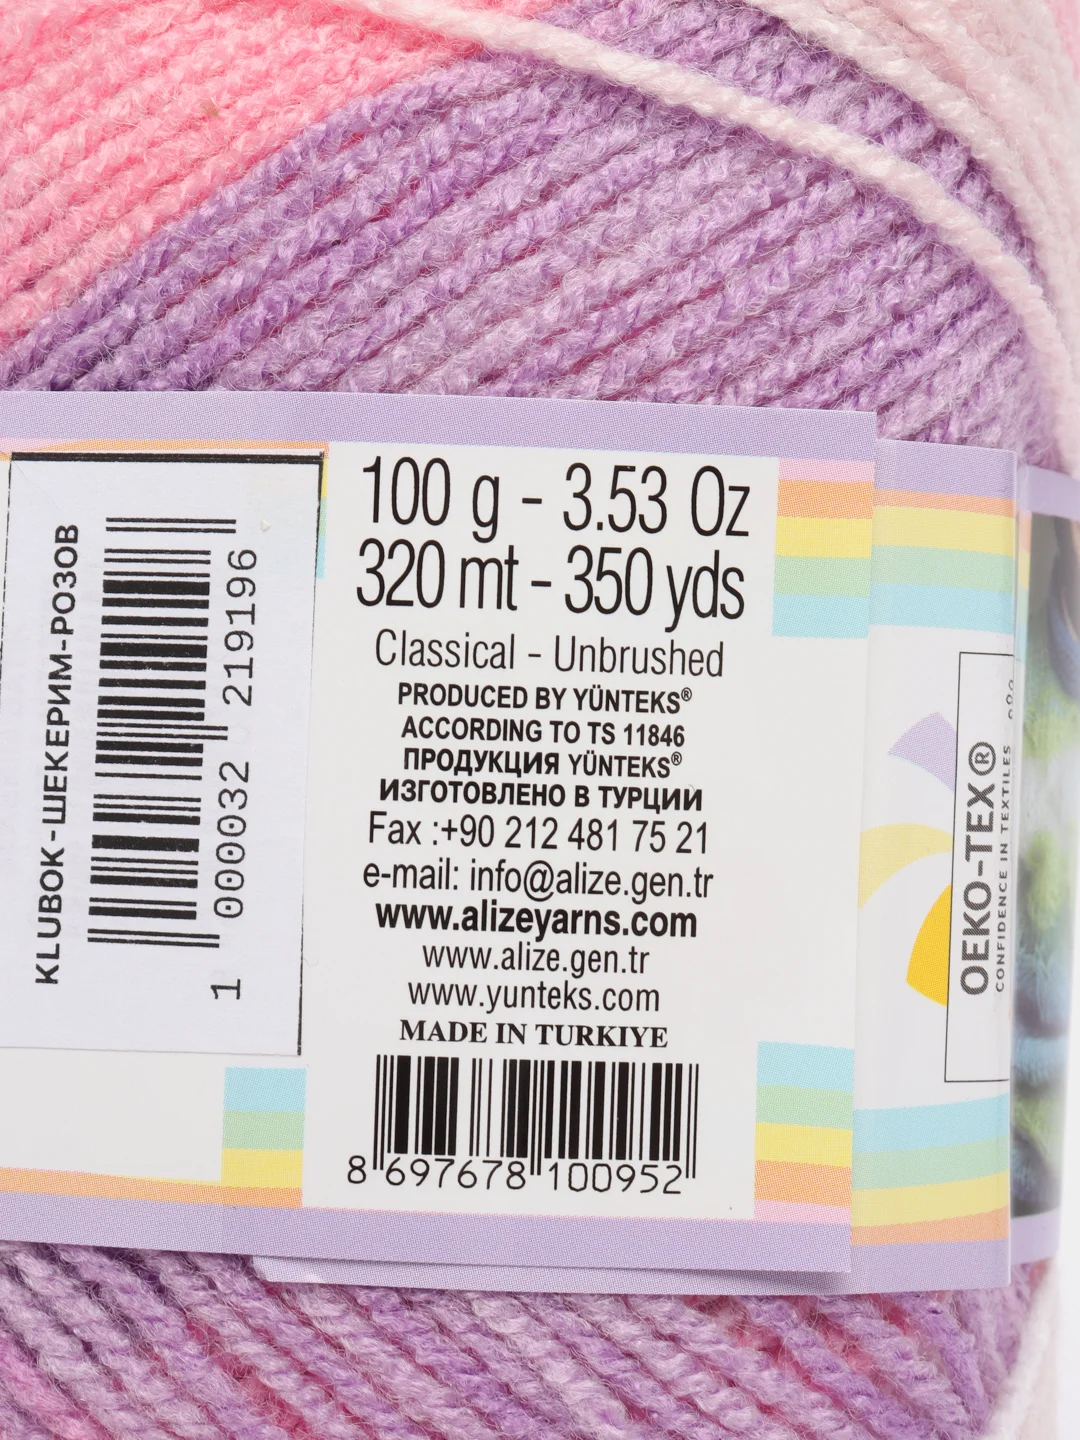 KLUBOK-ШЕКЕРИМ-РОЗОВ
1 000032 219196
100 g - 3.53 Oz
320 mt - 350 yds
Classical - Unbrushed
PRODUCED BY YÜNTEKS®
ACCORDING TO TS 11846
ПРОДУКЦИЯ YÜNTEKS®
ИЗГОТОВЛЕНО В ТУРЦИИ
Fax :+90 212 481 75 21
e-mail: info@alize.gen.tr
www.alizeyarns.com
www.alize.gen.tr
www.yunteks.com
MADE IN TURKIYE
8 697678 100952
OEKO-TEX®
CONFIDENCE IN TEXTILES